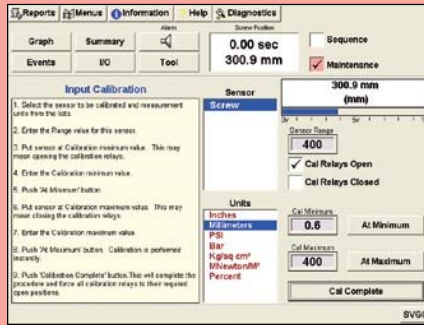 Reports Menus Information Help Diagnostics
Alarm Screw Position
Graph Summary 0.00 sec Sequence
Events I/O Tool 300.9 mm Maintenance
Input Calibration
1. Select the sensor to be calibrated and measurement
units from the lists.
2. Enter the Range value for this sensor.
3. Put sensor at Calibration minimum value. This may
mean opening the calibration relays.
4. Enter the Calibration minimum value.
5. Push 'At Minimum' button.
6. Put sensor at Calibration maximum value. This may
mean closing the calibration relays.
7. Enter the Calibration maximum value.
8. Push 'At Maximum' button. Calibration is performed
instantly.
9. Push 'Calibration Complete' button. This will complete the
procedure and force all calibration relays to their required
open positions.
Sensor
Screw
Units
Inches
Millimeters
PSI
Bar
Kg/sq cm²
MNewton/M²
Percent
300.9 mm
(mm)
0v 5v
Sensor Range
400
Cal Relays Open
Cal Relays Closed
Cal Minimum
0.6 At Minimum
Cal Maximum
400 At Maximum
Cal Complete